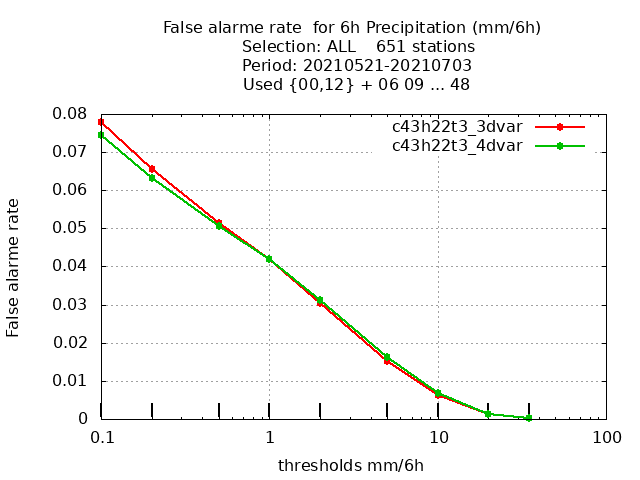 False alarme rate  for 6h Precipitation (mm/6h)
Selection: ALL    651 stations
Period: 20210521-20210703
Used {00,12} + 06 09 ... 48
c43h22t3_3dvar
c43h22t3_4dvar
False alarme rate
0.08
0.07
0.06
0.05
0.04
0.03
0.02
0.01
0
0.1 1 10 100
thresholds mm/6h